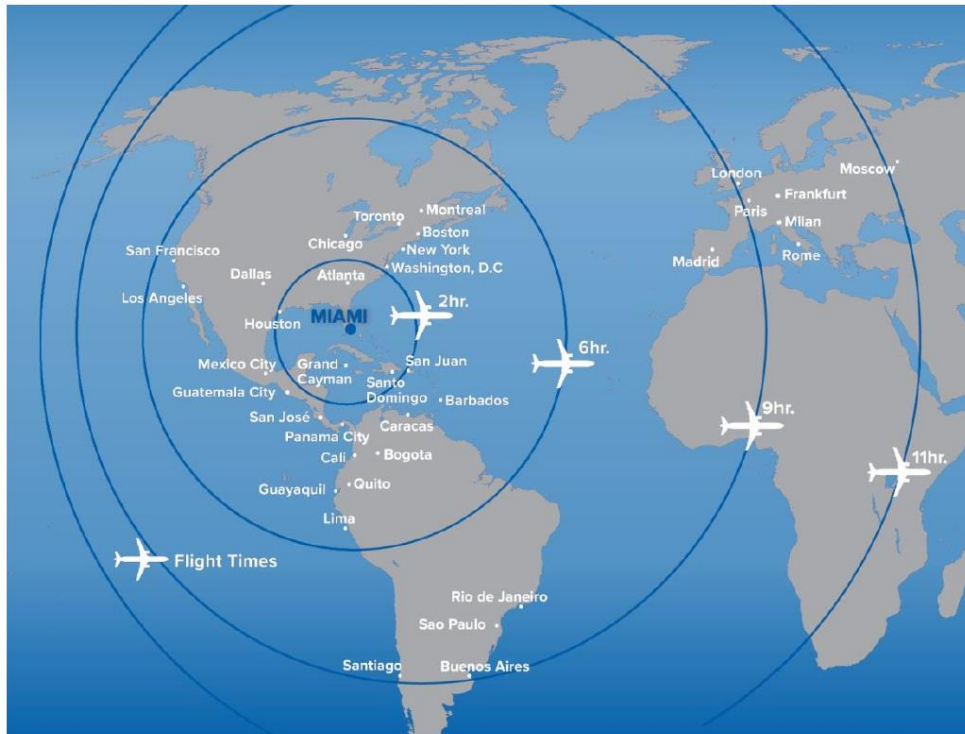 Moscow
London
Frankfurt
Paris
Milan
Madrid
Rome
Montreal
Toronto
Boston
Chicago
New York
San Francisco
Washington, D.C
Dallas
Atlanta
Los Angeles
2hr.
MIAMI
Houston
6hr.
Mexico City
Grand
Cayman
San Juan
Guatemala City
Santo
Domingo
Barbados
9hr.
San José
Caracas
Panama City
Cali
Bogota
11hr.
Guayaquil
Quito
Lima
Flight Times
Rio de Janeiro
Sao Paulo
Santiago
Buenos Aires